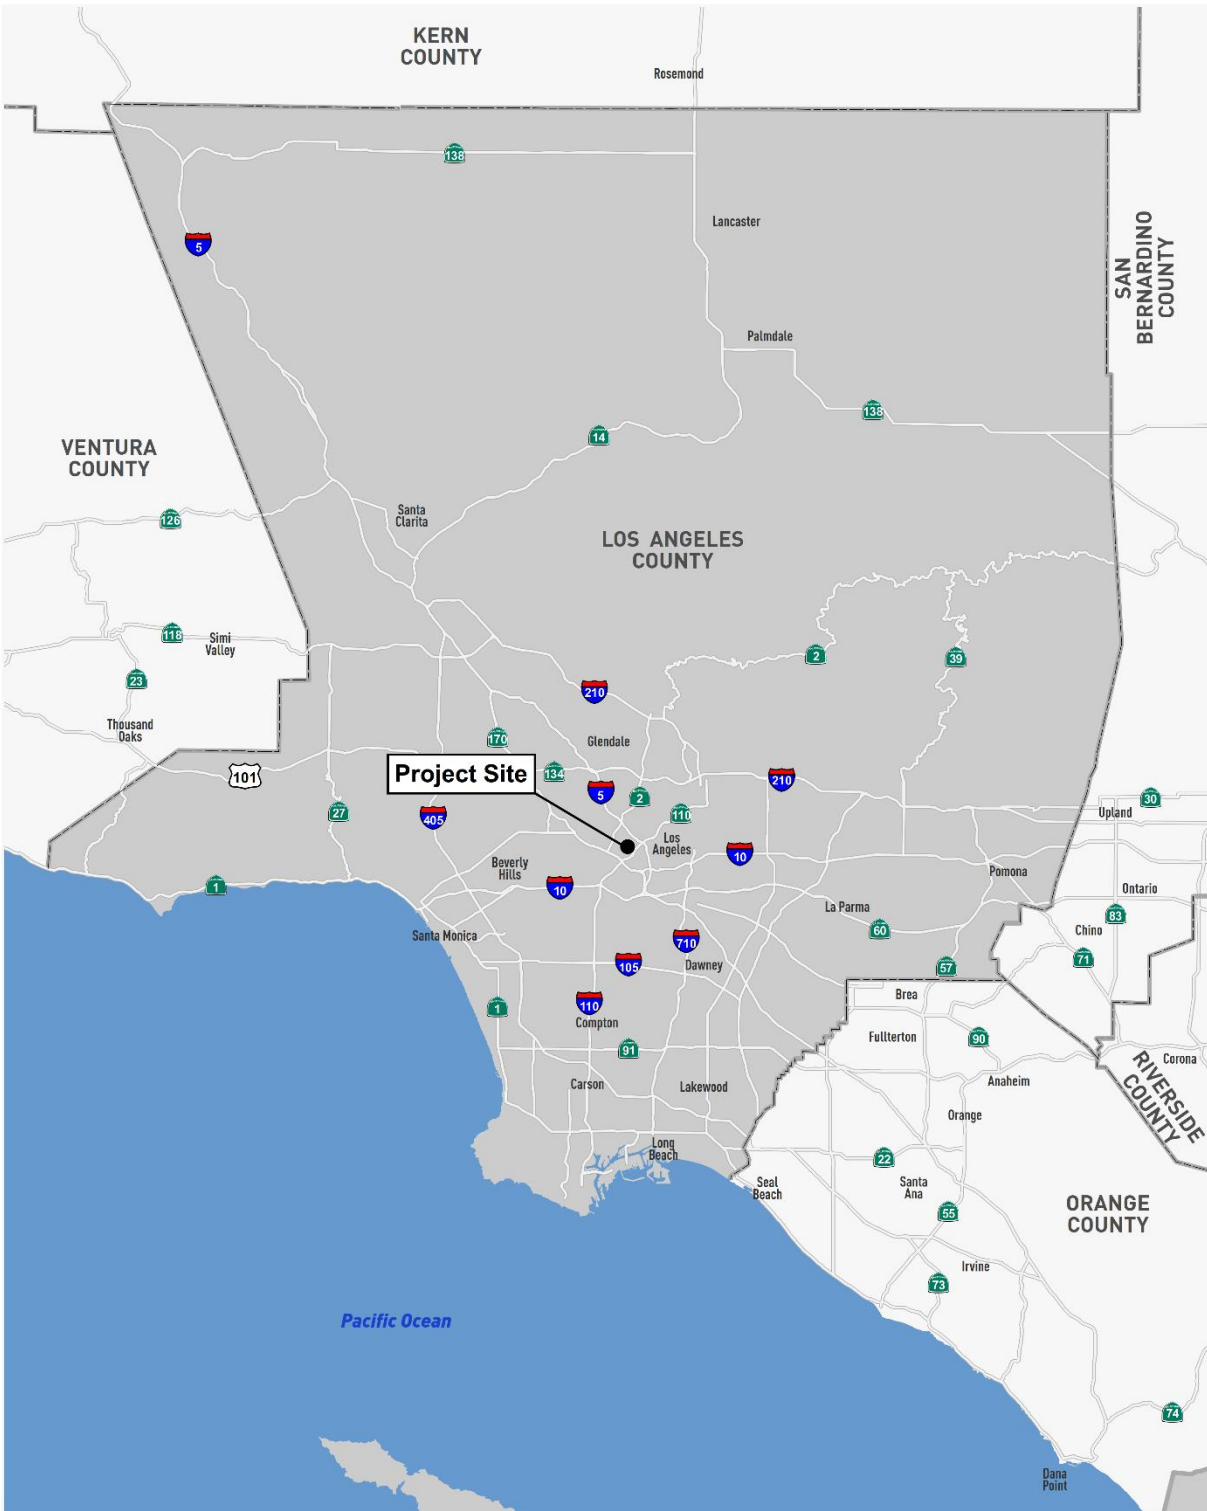 KERN
COUNTY
Rosemond
138
Lancaster
5
SAN
BERNARDINO
COUNTY
Palmdale
138
14
VENTURA
COUNTY
Santa
Clarita
126
LOS ANGELES
COUNTY
118
Simi
Valley
2
39
23
210
Thousand
Oaks
170
Glendale
101
Project Site
134
210
5
2
30
27
405
110
Upland
Los
Angeles
10
Beverly
Hills
Pomona
1
10
Ontario
La Parma
83
Santa Monica
60
Chino
710
71
105
Dawney
57
Brea
1
110
Compton
Fullterton
90
91
Corona
RIVERSIDE
COUNTY
Carson
Lakewood
Anaheim
Orange
Long
Beach
22
Seal
Beach
Santa
Ana
55
ORANGE
COUNTY
Irvine
73
Pacific Ocean
74
Dana
Point